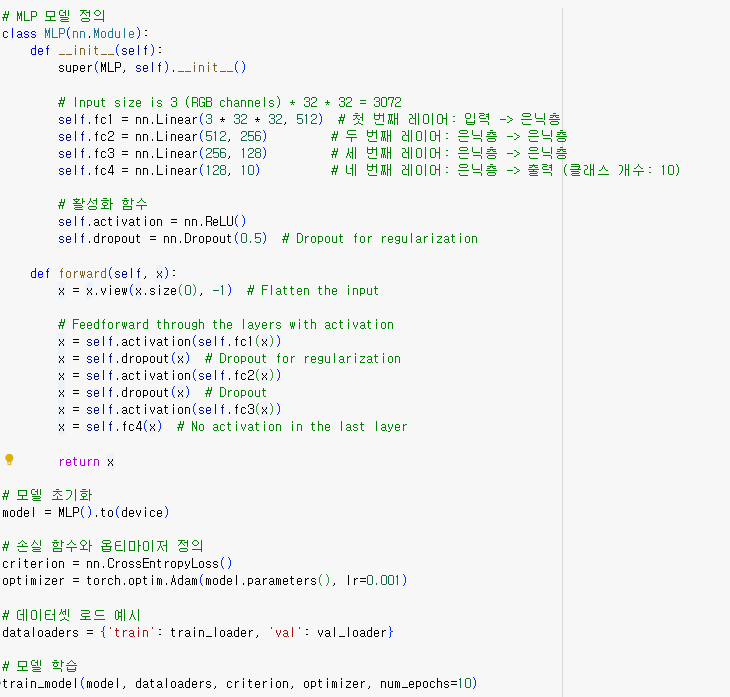 # MLP 모델 정의
class MLP(nn.Module):
    def __init__(self):
        super(MLP, self).__init__()

        # Input size is 3 (RGB channels) * 32 * 32 = 3072
        self.fc1 = nn.Linear(3 * 32 * 32, 512)  # 첫 번째 레이어: 입력 -> 은닉층
        self.fc2 = nn.Linear(512, 256)         # 두 번째 레이어: 은닉층 -> 은닉층
        self.fc3 = nn.Linear(256, 128)         # 세 번째 레이어: 은닉층 -> 은닉층
        self.fc4 = nn.Linear(128, 10)          # 네 번째 레이어: 은닉층 -> 출력 (클래스 개수: 10)

        # 활성화 함수
        self.activation = nn.ReLU()
        self.dropout = nn.Dropout(0.5)  # Dropout for regularization

    def forward(self, x):
        x = x.view(x.size(0), -1)  # Flatten the input

        # Feedforward through the layers with activation
        x = self.activation(self.fc1(x))
        x = self.dropout(x)  # Dropout for regularization
        x = self.activation(self.fc2(x))
        x = self.dropout(x)  # Dropout
        x = self.activation(self.fc3(x))
        x = self.fc4(x)  # No activation in the last layer

        return x

# 모델 초기화
model = MLP().to(device)

# 손실 함수와 옵티마이저 정의
criterion = nn.CrossEntropyLoss()
optimizer = torch.optim.Adam(model.parameters(), lr=0.001)

# 데이터셋 로드 예시
dataloaders = {'train': train_loader, 'val': val_loader}

# 모델 학습
train_model(model, dataloaders, criterion, optimizer, num_epochs=10)